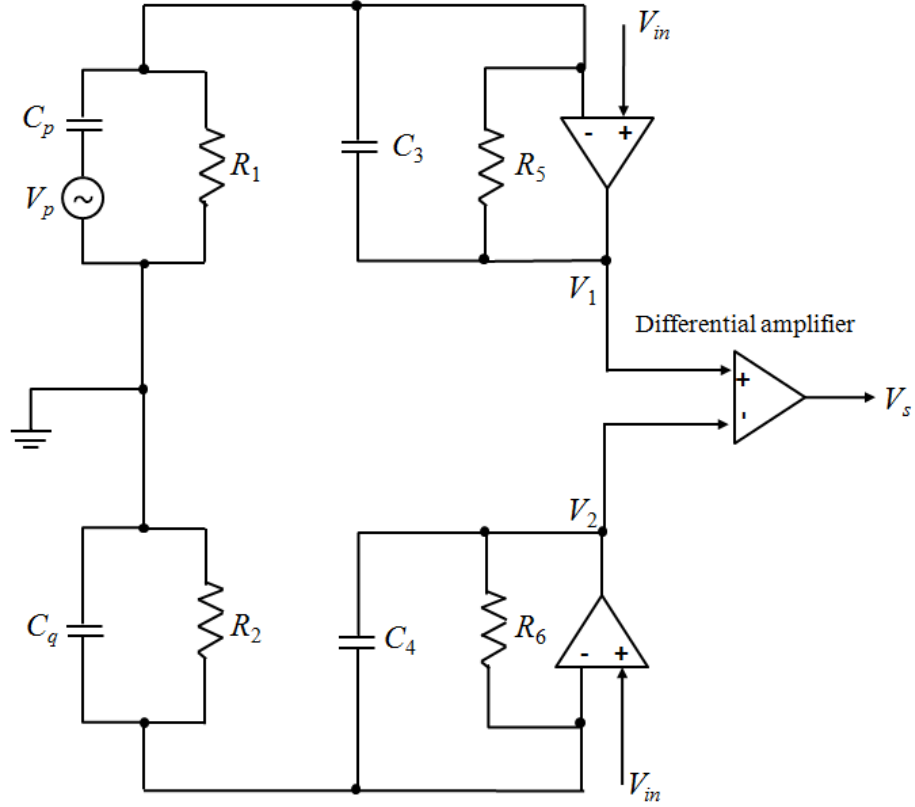 V_in
- +
C_p
C_3
R_5
R_1
V_p
V_1
Differential amplifier
+
-
V_s
V_2
C_q
R_2
C_4
R_6
- +
V_in